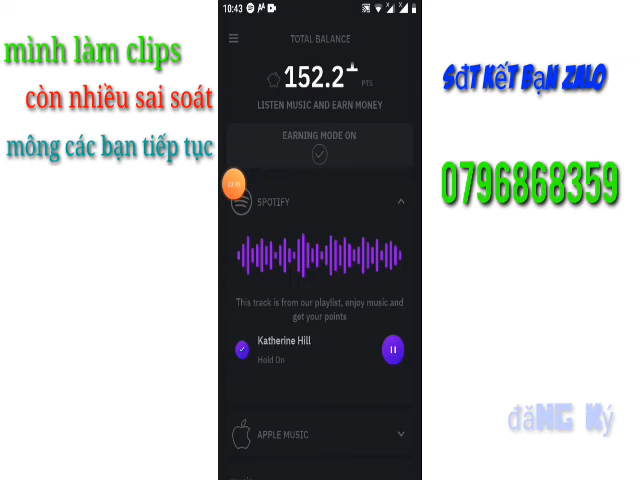 mình làm clips
còn nhiều sai soát
mông các bạn tiếp tục
10:43
TOTAL BALANCE
152.2
PTS
LISTEN MUSIC AND EARN MONEY
EARNING MODE ON
SPOTIFY
This track is from our playlist, enjoy music and
get your points
Katherine Hill
Hold On
APPLE MUSIC
SĐT KẾT BẠN ZALO
0796868359
đăNG Ký